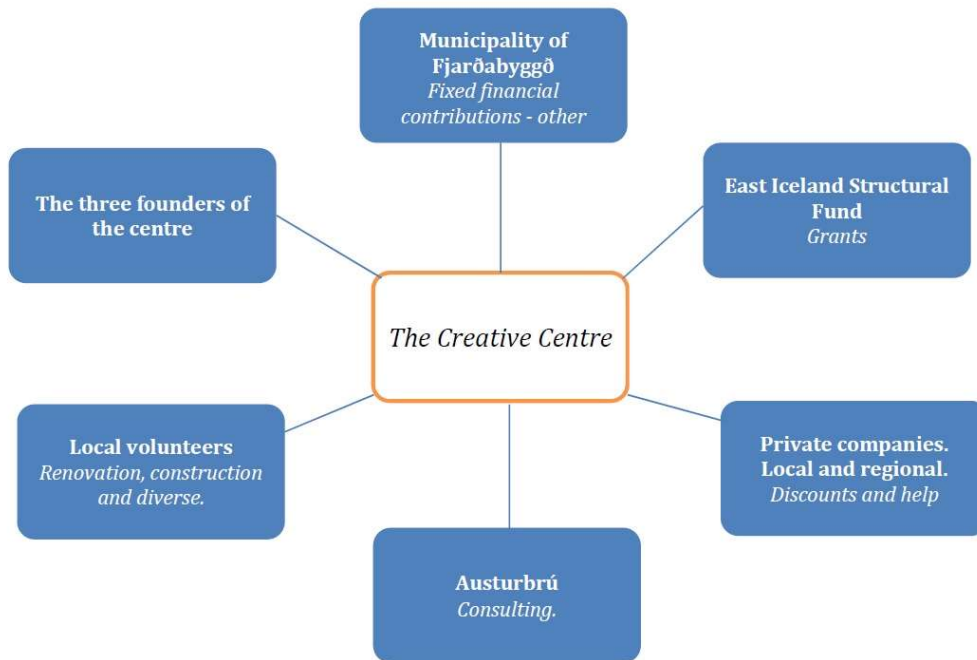 Municipality of
Fjarðabyggð
Fixed financial
contributions - other
The three founders of
the centre
East Iceland Structural
Fund
Grants
The Creative Centre
Local volunteers
Renovation, construction
and diverse.
Private companies.
Local and regional.
Discounts and help
Austurbrú
Consulting.